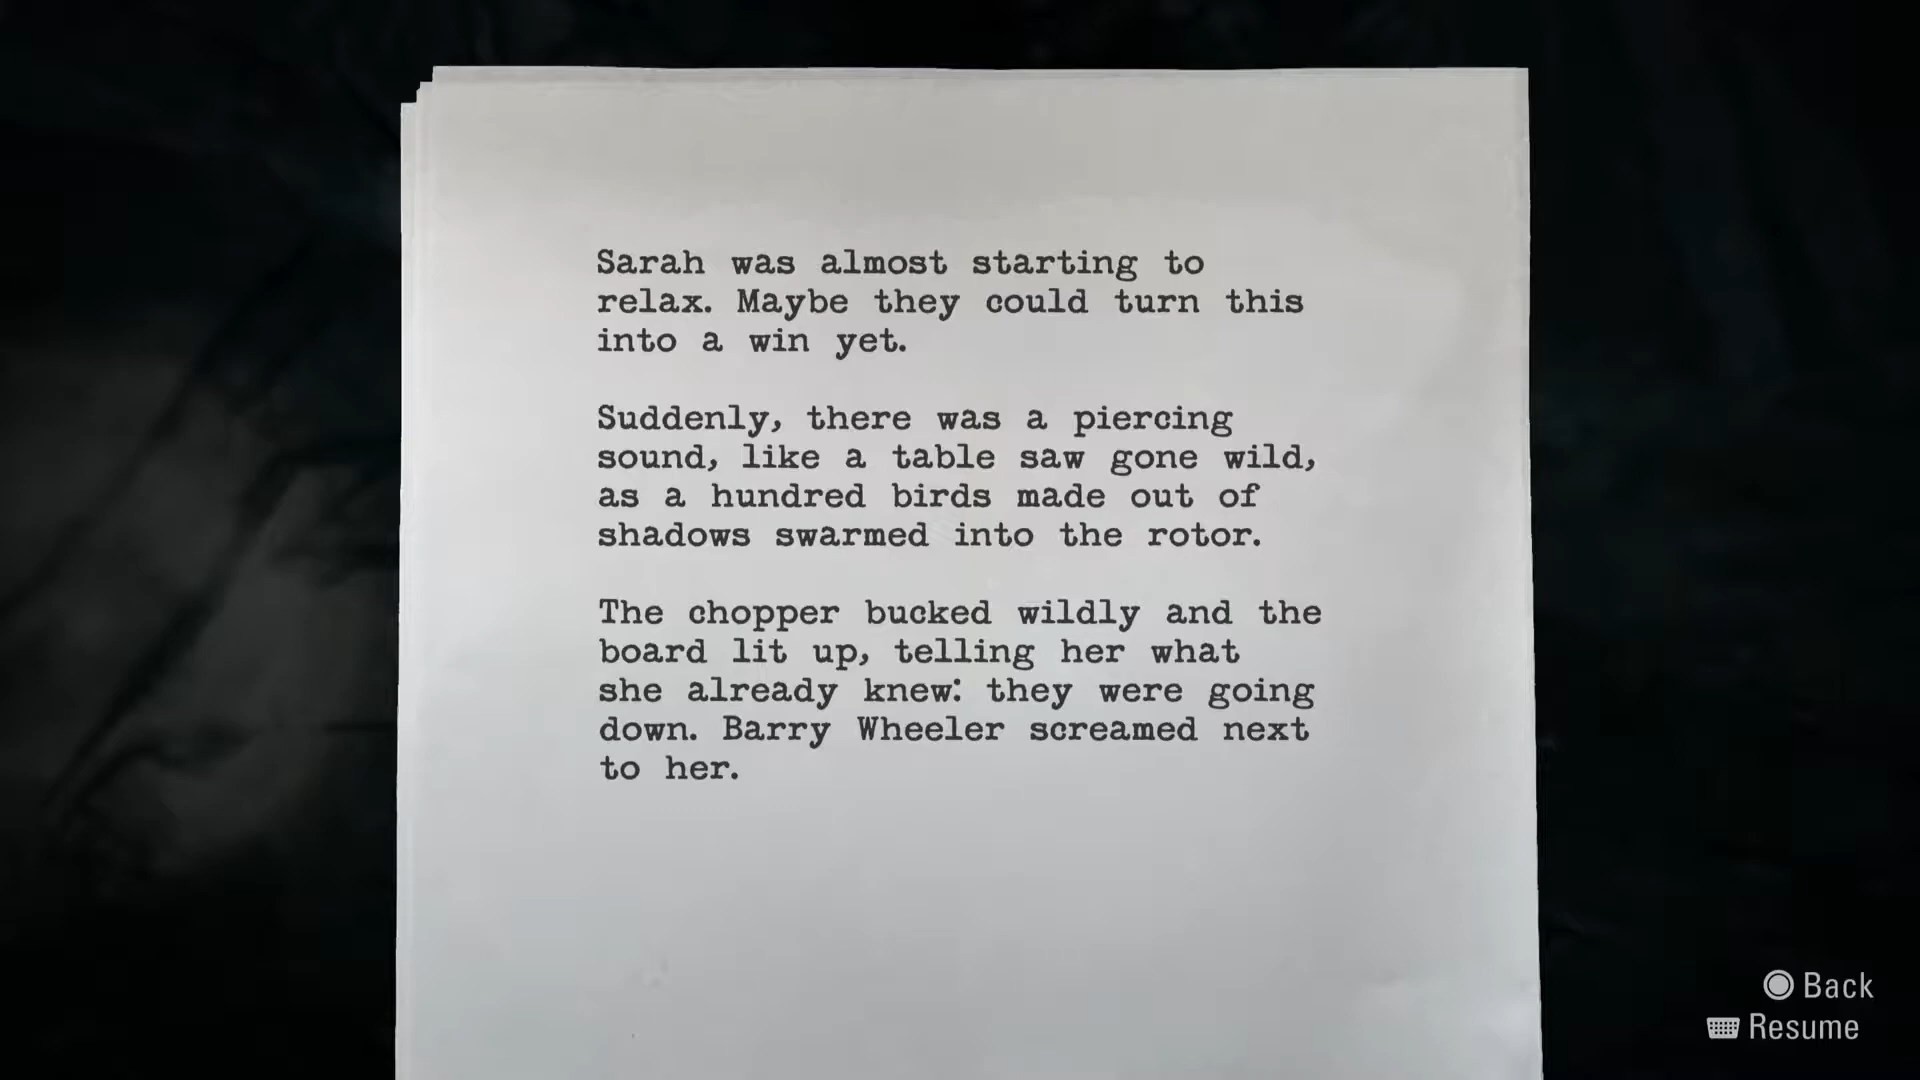 Sarah was almost starting to
relax. Maybe they could turn this
into a win yet.
Suddenly, there was a piercing
sound, like a table saw gone wild,
as a hundred birds made out of
shadows swarmed into the rotor.
The chopper bucked wildly and the
board lit up, telling her what
she already knew: they were going
down. Barry Wheeler screamed next
to her.
Back
Resume